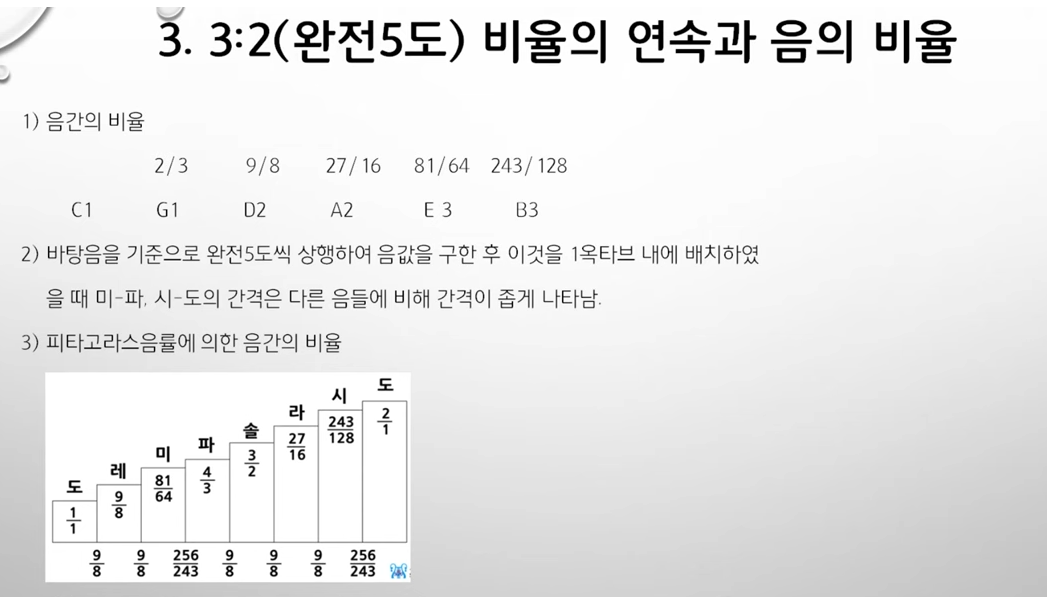 3. 3:2(완전5도) 비율의 연속과 음의 비율
1) 음간의 비율
2/3 9/8 27/16 81/64 243/128
C1 G1 D2 A2 E 3 B3
2) 바탕음을 기준으로 완전5도씩 상행하여 음값을 구한 후 이것을 1옥타브 내에 배치하였
을 때 미-파, 시-도의 간격은 다른 음들에 비해 간격이 좁게 나타남.
3) 피타고라스음률에 의한 음간의 비율
도 레 미 파 솔 라 시 도
1/1 9/8 81/64 4/3 3/2 27/16 243/128 2/1
9/8 9/8 256/243 9/8 9/8 9/8 256/243